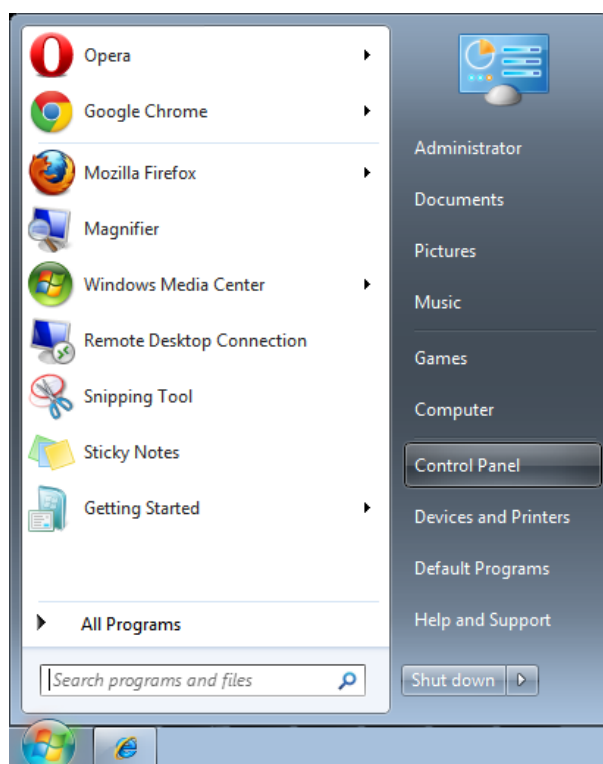 Opera
Google Chrome
Mozilla Firefox
Magnifier
Windows Media Center
Remote Desktop Connection
Snipping Tool
Sticky Notes
Getting Started
All Programs
Search programs and files
Administrator
Documents
Pictures
Music
Games
Computer
Control Panel
Devices and Printers
Default Programs
Help and Support
Shut down